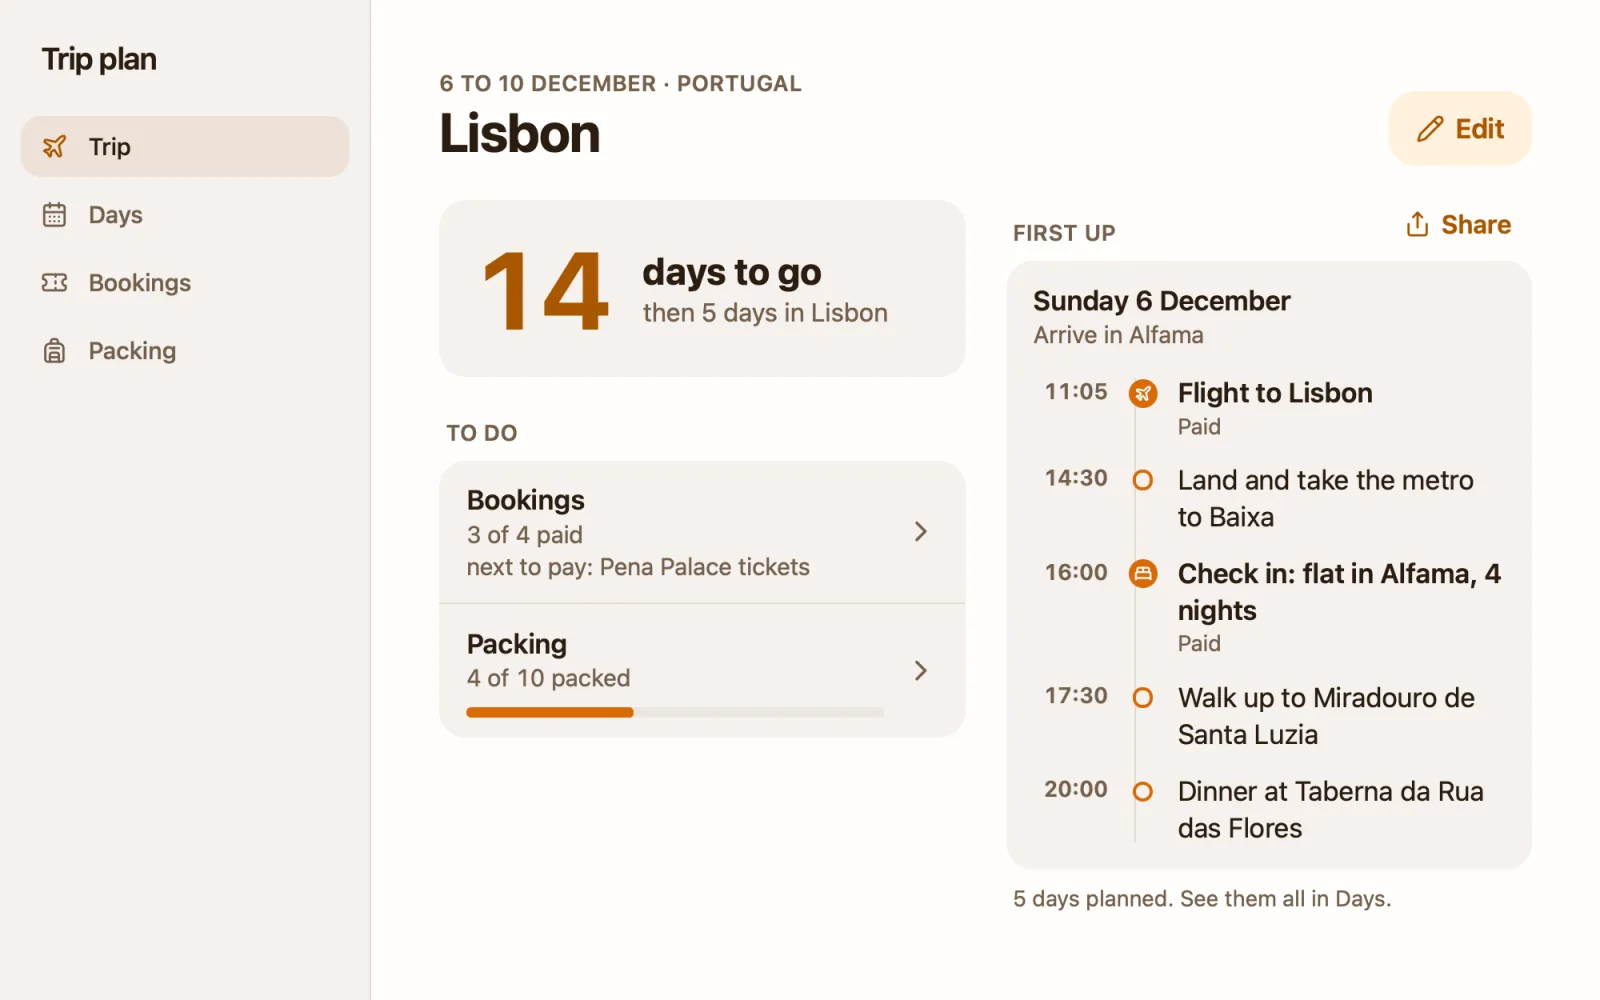 Trip plan
Trip
Days
Bookings
Packing
6 TO 10 DECEMBER · PORTUGAL
Lisbon
Edit
14
days to go
then 5 days in Lisbon
TO DO
Bookings
3 of 4 paid
next to pay: Pena Palace tickets
Packing
4 of 10 packed
FIRST UP
Share
Sunday 6 December
Arrive in Alfama
11:05 Flight to Lisbon
Paid
14:30 Land and take the metro
to Baixa
16:00 Check in: flat in Alfama, 4
nights
Paid
17:30 Walk up to Miradouro de
Santa Luzia
20:00 Dinner at Taberna da Rua
das Flores
5 days planned. See them all in Days.